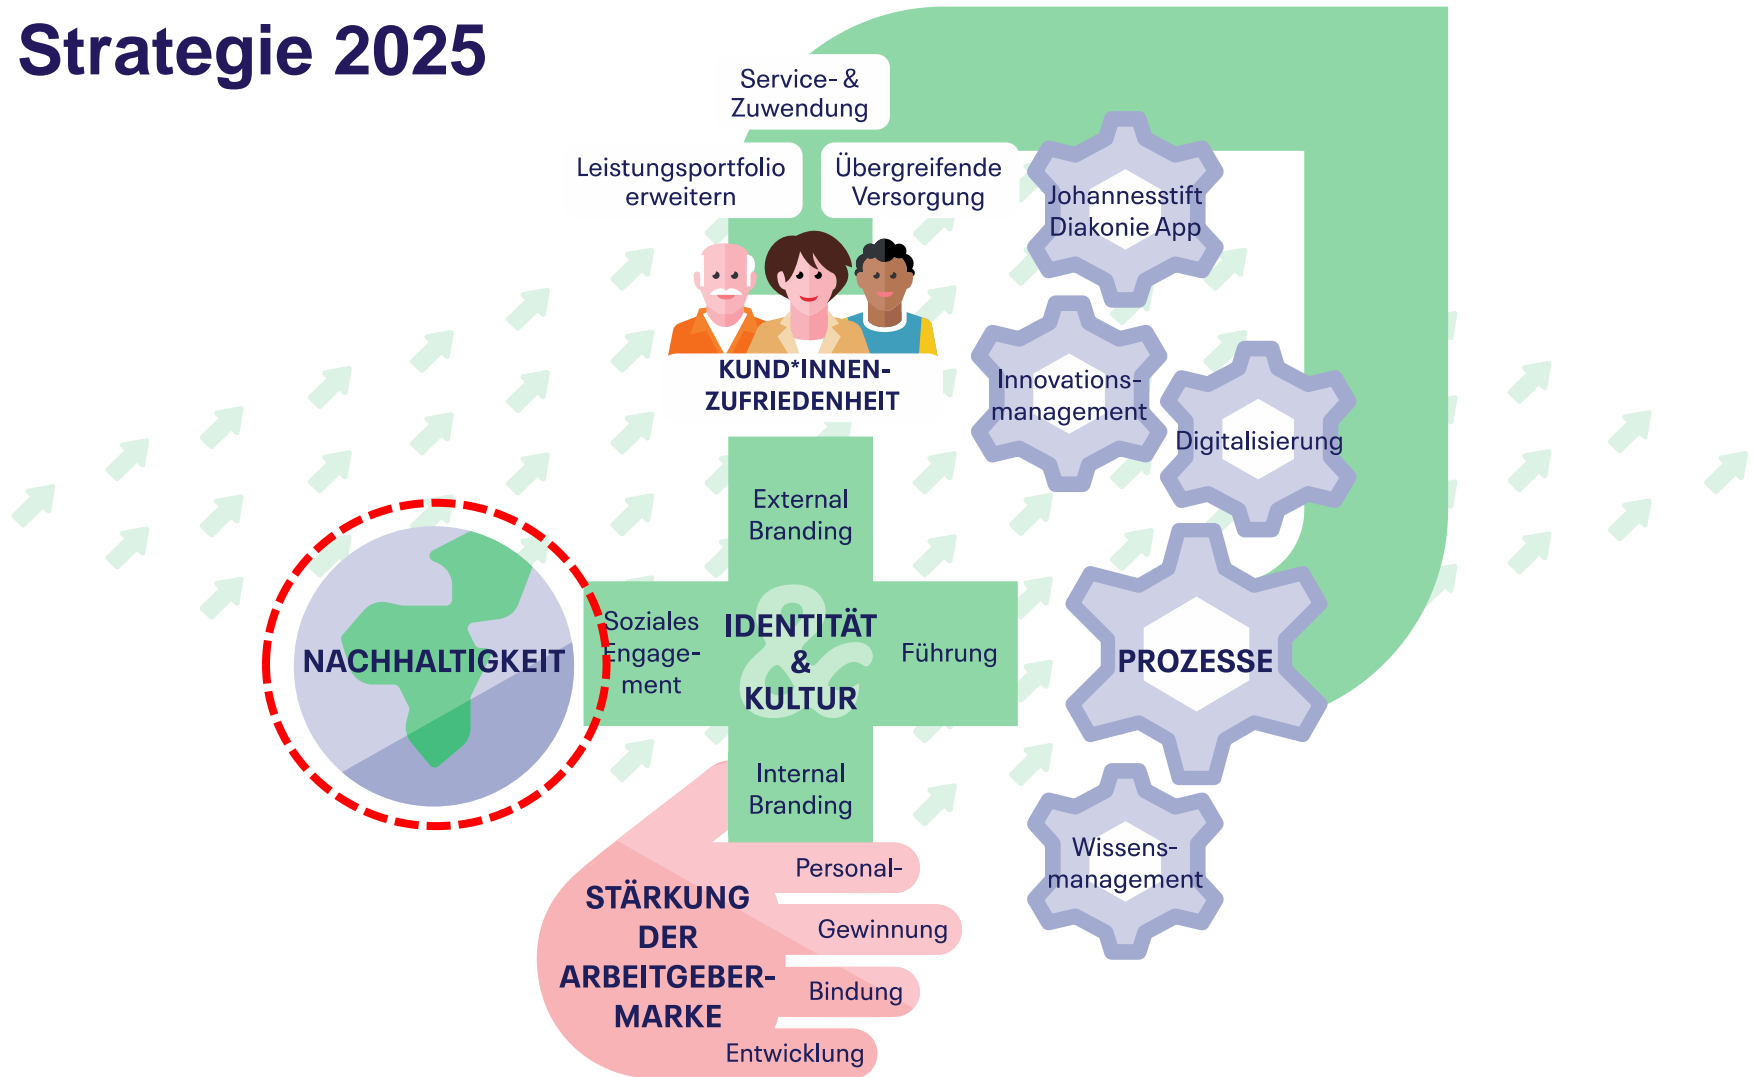 Strategie 2025
Service- &
Zuwendung
Leistungsportfolio
erweitern
Übergreifende
Versorgung
Johannesstift
Diakonie App
KUND*INNEN-
ZUFRIEDENHEIT
Innovations-
management
Digitalisierung
External
Branding
NACHHALTIGKEIT
Soziales
Engage-
ment
&
IDENTITÄT
&
KULTUR
Führung
PROZESSE
Internal
Branding
STÄRKUNG
DER
ARBEITGEBER-
MARKE
Personal-
Gewinnung
Bindung
Entwicklung
Wissens-
management